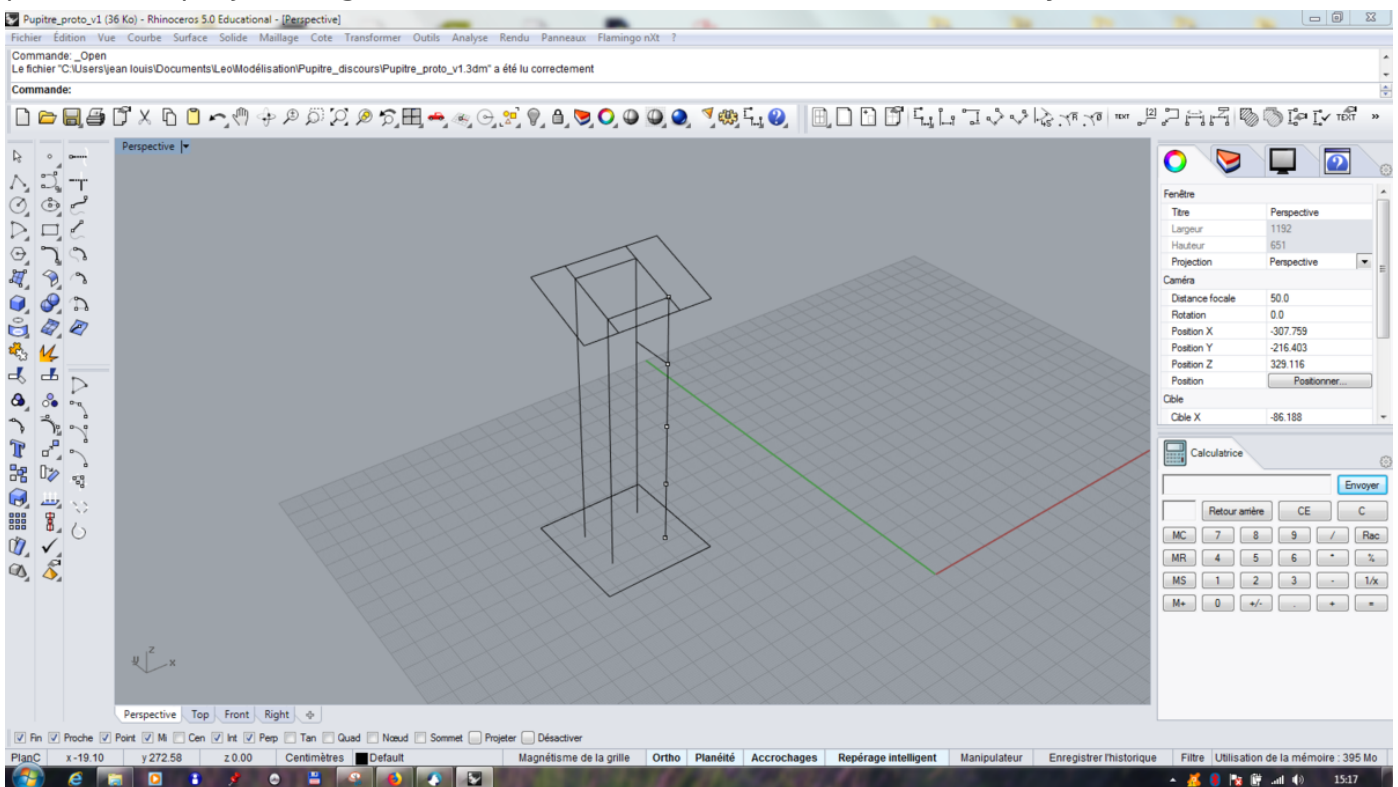 Pupitre_proto_v1 (36 Ko) - Rhinoceros 5.0 Educational - [Perspective]
Fichier Édition Vue Courbe Surface Solide Maillage Cote Transformer Outils Analyse Rendu Panneaux Flamingo nXt ?
Commande: _Open
Le fichier "C:\Users\jean louis\Documents\Leo\Modélisation\Pupitre_discours\Pupitre_proto_v1.3dm" a été lu correctement
Commande:
Perspective
Fenêtre
Titre Perspective
Largeur 1192
Hauteur 651
Projection Perspective
Caméra
Distance focale 50.0
Rotation 0.0
Position X -307.759
Position Y -216.403
Position Z 329.116
Position Positionner...
Cible
Cible X -86.188
Calculatrice
Envoyer
Retour arrière CE C
MC 7 8 9 / Rac
MR 4 5 6 * %
MS 1 2 3 - 1/x
M+ 0 +/- . + =
z
y x
Perspective Top Front Right
Fin Proche Point Mi Cen Int Perp Tan Quad Nœud Sommet Projeter Désactiver
PlanC x -19.10 y 272.58 z 0.00 Centimètres Default Magnétisme de la grille Ortho Planéité Accrochages Repérage intelligent Manipulateur Enregistrer l'historique Filtre Utilisation de la mémoire : 395 Mo
15:17